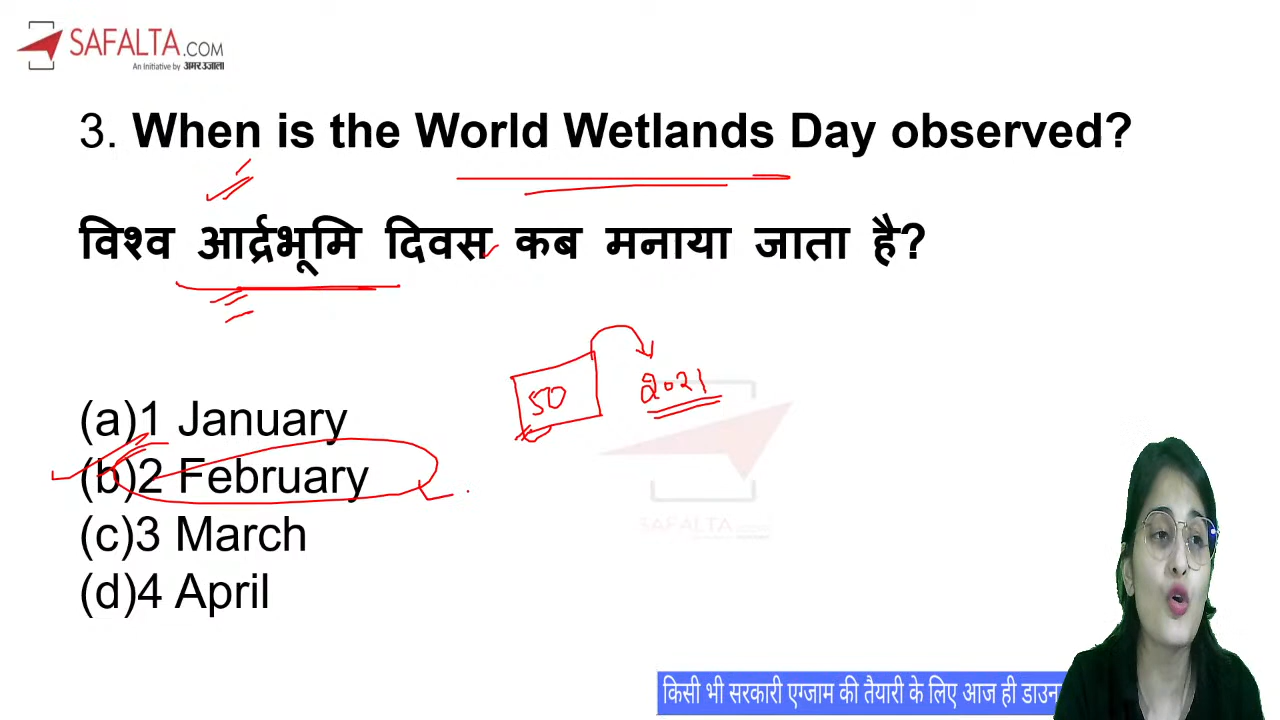 SAFALTA.COM
An Initiative by अमर उजाला
3. When is the World Wetlands Day observed?
विश्व आर्द्रभूमि दिवस कब मनाया जाता है?
50 2021
(a)1 January
(b)2 February
(c)3 March
(d)4 April
SAFALTA
किसी भी सरकारी एग्जाम की तैयारी के लिए आज ही डाउन